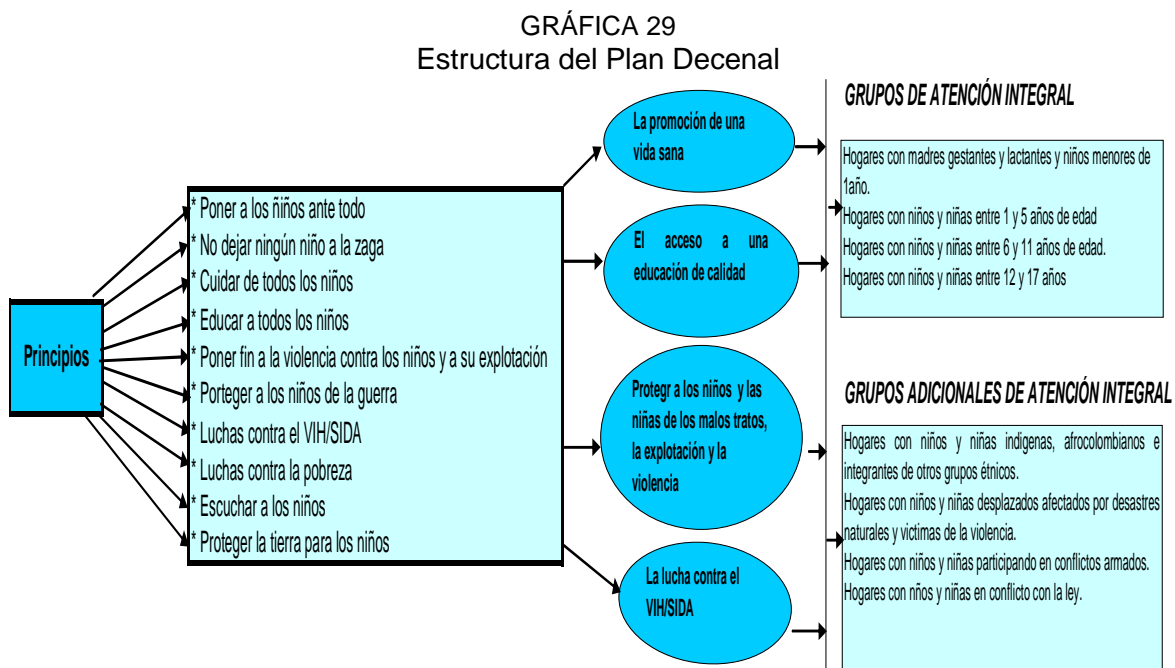 GRÁFICA 29
Estructura del Plan Decenal
Principios
* Poner a los ñiños ante todo
* No dejar ningún niño a la zaga
* Cuidar de todos los niños
* Educar a todos los niños
* Poner fin a la violencia contra los niños y a su explotación
* Porteger a los niños de la guerra
* Luchas contra el VIH/SIDA
* Luchas contra la pobreza
* Escuchar a los niños
* Proteger la tierra para los niños
La promoción de una
vida sana
El acceso a una
educación de calidad
Protegr a los niños y las
niñas de los malos tratos,
la explotación y la
violencia
La lucha contra el
VIH/SIDA
GRUPOS DE ATENCIÓN INTEGRAL
Hogares con madres gestantes y lactantes y niños menores de
1año.
Hogares con niños y niñas entre 1 y 5 años de edad
Hogares con niños y niñas entre 6 y 11 años de edad.
Hogares con niños y niñas entre 12 y 17 años
GRUPOS ADICIONALES DE ATENCIÓN INTEGRAL
Hogares con niños y niñas indigenas, afrocolombianos e
integrantes de otros grupos étnicos.
Hogares con niños y niñas desplazados afectados por desastres
naturales y victimas de la violencia.
Hogares con niños y niñas participando en conflictos armados.
Hogares con nños y niñas en conflicto con la ley.